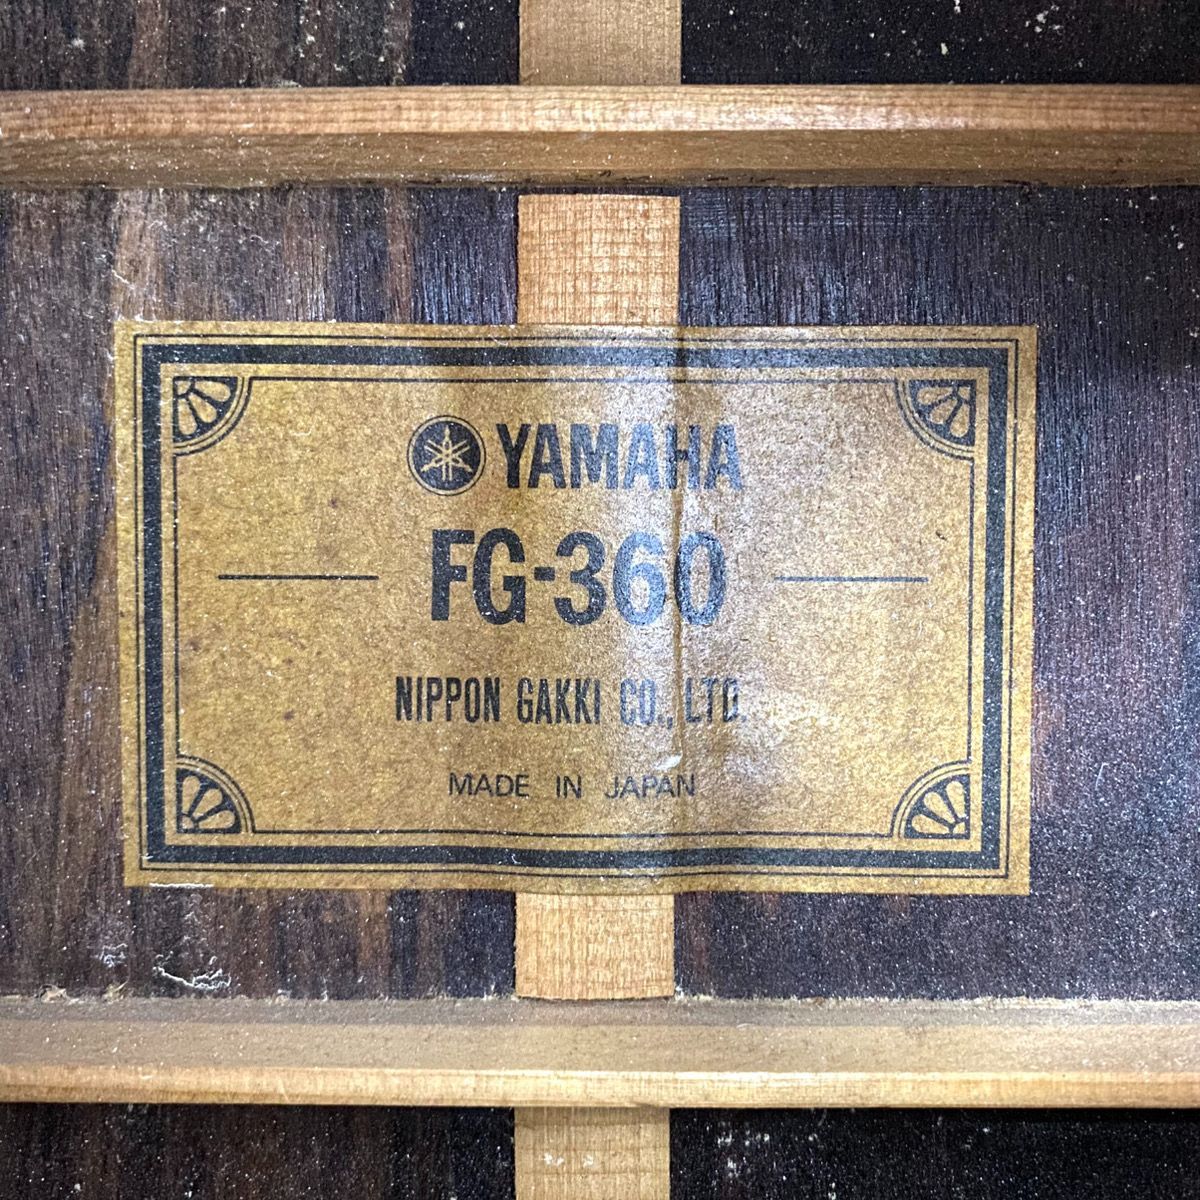 YAMAHA
FG-360
NIPPON GAKKI CO., LTD.
MADE IN JAPAN